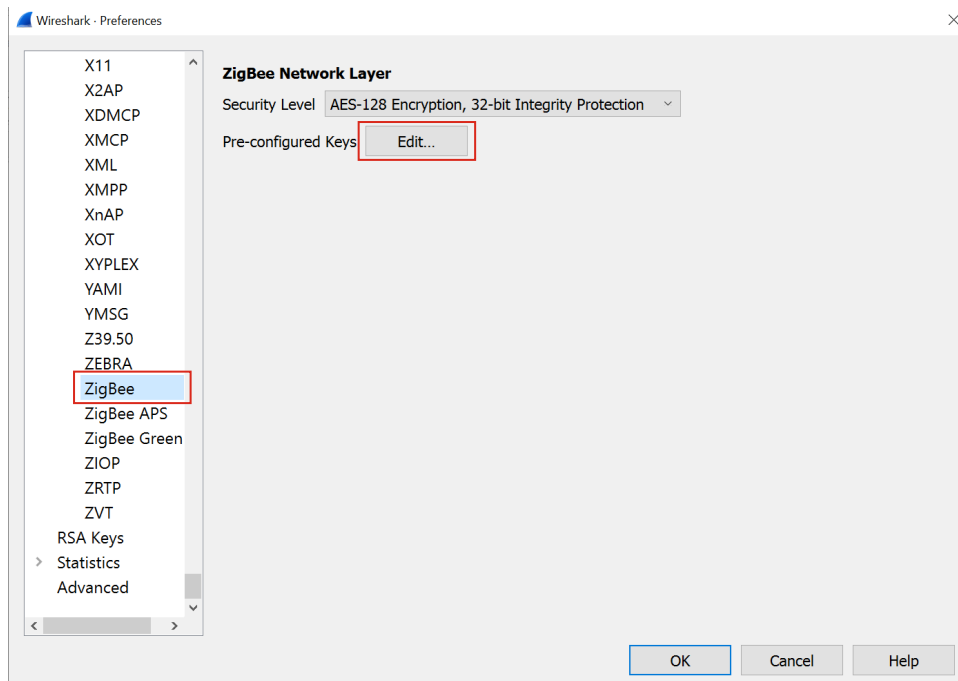 Wireshark · Preferences
X11
X2AP
XDMCP
XMCP
XML
XMPP
XnAP
XOT
XYPLEX
YAMI
YMSG
Z39.50
ZEBRA
ZigBee
ZigBee APS
ZigBee Green
ZIOP
ZRTP
ZVT
RSA Keys
Statistics
Advanced
ZigBee Network Layer
Security Level AES-128 Encryption, 32-bit Integrity Protection
Pre-configured Keys Edit...
OK Cancel Help